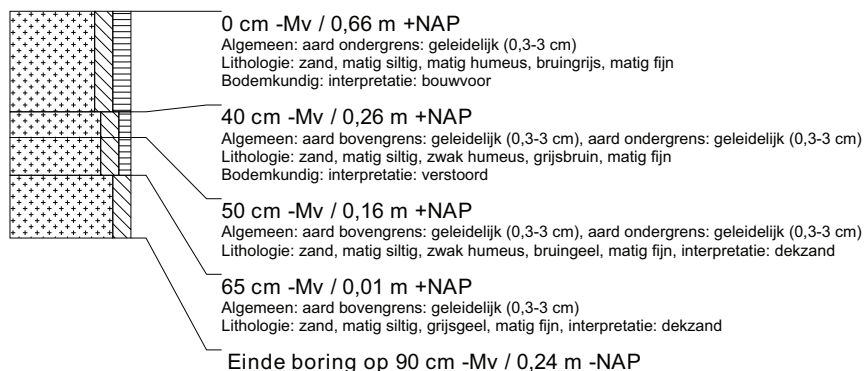 0 cm -Mv / 0,66 m +NAP
Algemeen: aard ondergrens: geleidelijk (0,3-3 cm)
Lithologie: zand, matig siltig, matig humeus, bruingrijs, matig fijn
Bodemkundig: interpretatie: bouwvoor
40 cm -Mv / 0,26 m +NAP
Algemeen: aard bovengrens: geleidelijk (0,3-3 cm), aard ondergrens: geleidelijk (0,3-3 cm)
Lithologie: zand, matig siltig, zwak humeus, grijsbruin, matig fijn
Bodemkundig: interpretatie: verstoord
50 cm -Mv / 0,16 m +NAP
Algemeen: aard bovengrens: geleidelijk (0,3-3 cm), aard ondergrens: geleidelijk (0,3-3 cm)
Lithologie: zand, matig siltig, zwak humeus, bruingeel, matig fijn, interpretatie: dekzand
65 cm -Mv / 0,01 m +NAP
Algemeen: aard bovengrens: geleidelijk (0,3-3 cm)
Lithologie: zand, matig siltig, grijsgeel, matig fijn, interpretatie: dekzand
Einde boring op 90 cm -Mv / 0,24 m -NAP